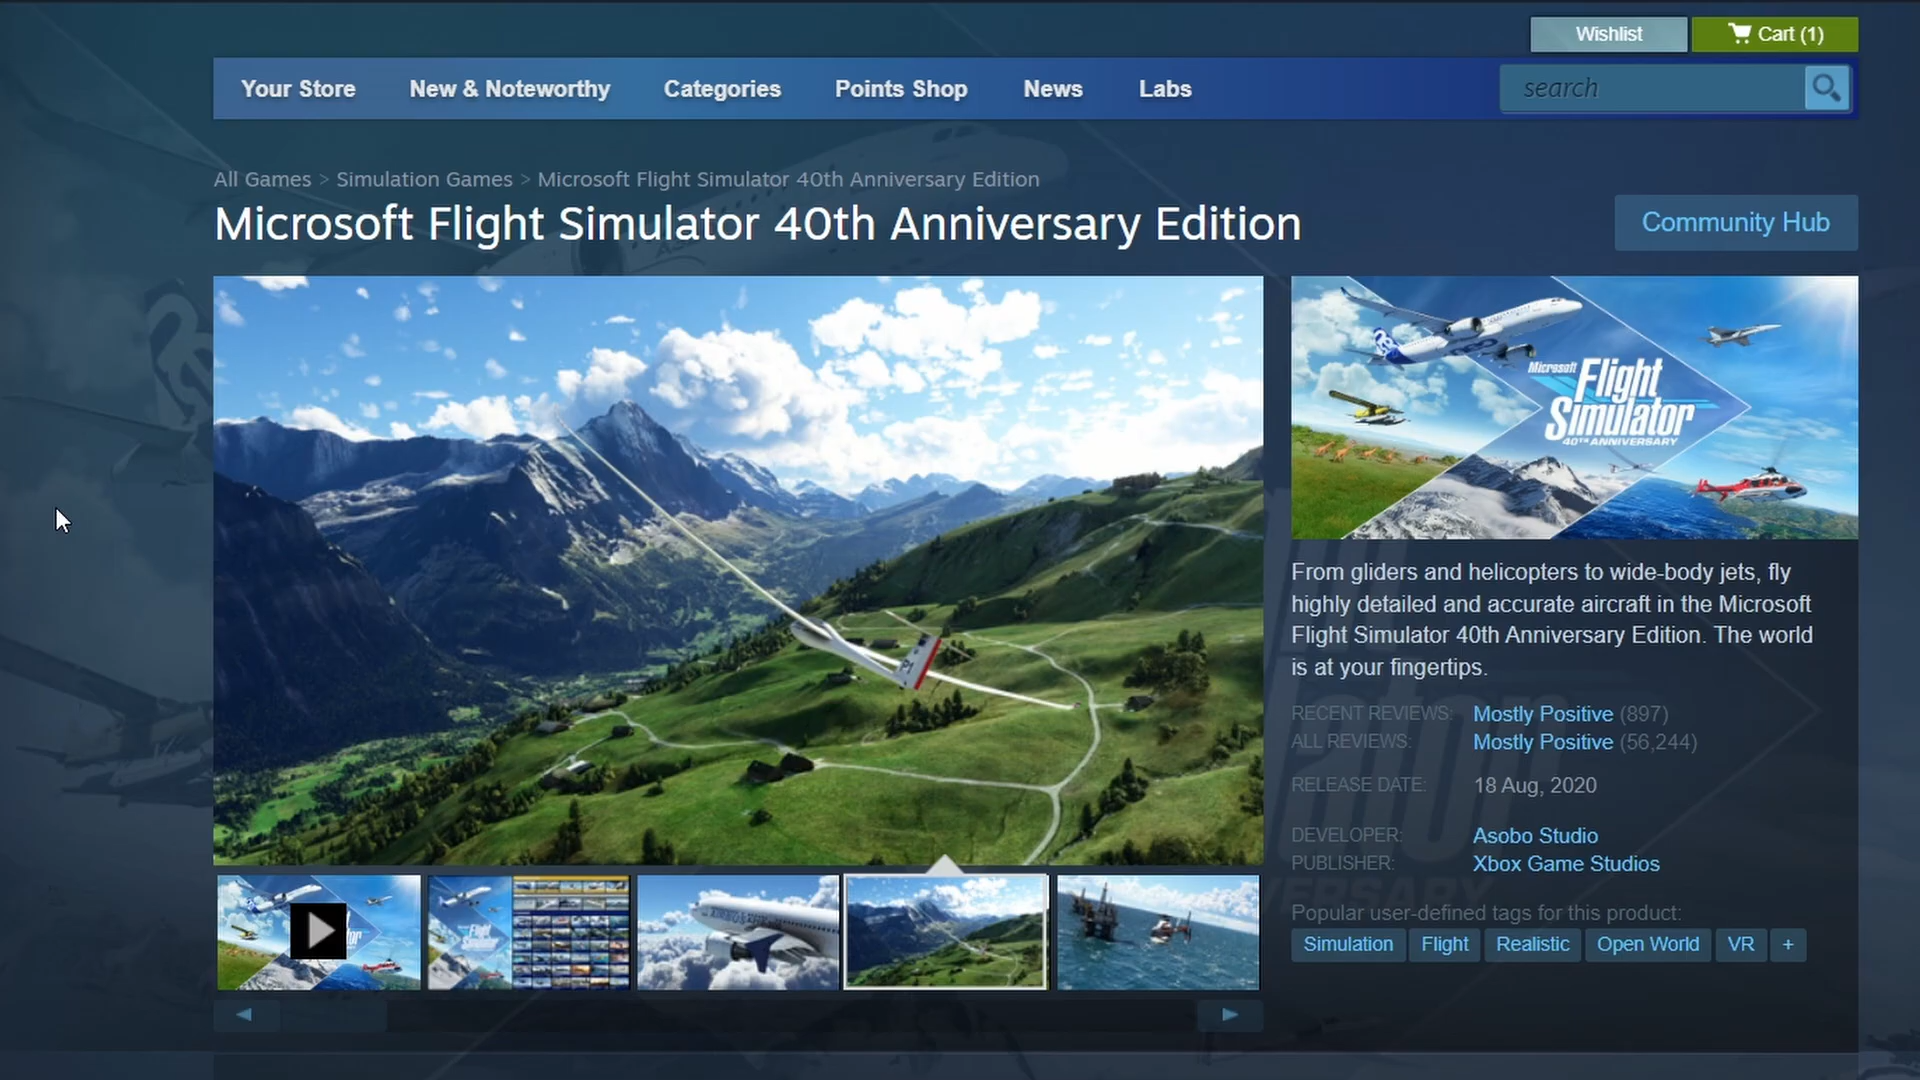 Wishlist
Cart (1)
Your Store
New & Noteworthy
Categories
Points Shop
News
Labs
search
All Games > Simulation Games > Microsoft Flight Simulator 40th Anniversary Edition
Microsoft Flight Simulator 40th Anniversary Edition
Community Hub
Microsoft
Flight
Simulator
40TH ANNIVERSARY
From gliders and helicopters to wide-body jets, fly
highly detailed and accurate aircraft in the Microsoft
Flight Simulator 40th Anniversary Edition. The world
is at your fingertips.
RECENT REVIEWS: Mostly Positive (897)
ALL REVIEWS: Mostly Positive (56,244)
RELEASE DATE: 18 Aug, 2020
DEVELOPER: Asobo Studio
PUBLISHER: Xbox Game Studios
Popular user-defined tags for this product:
Simulation
Flight
Realistic
Open World
VR
+